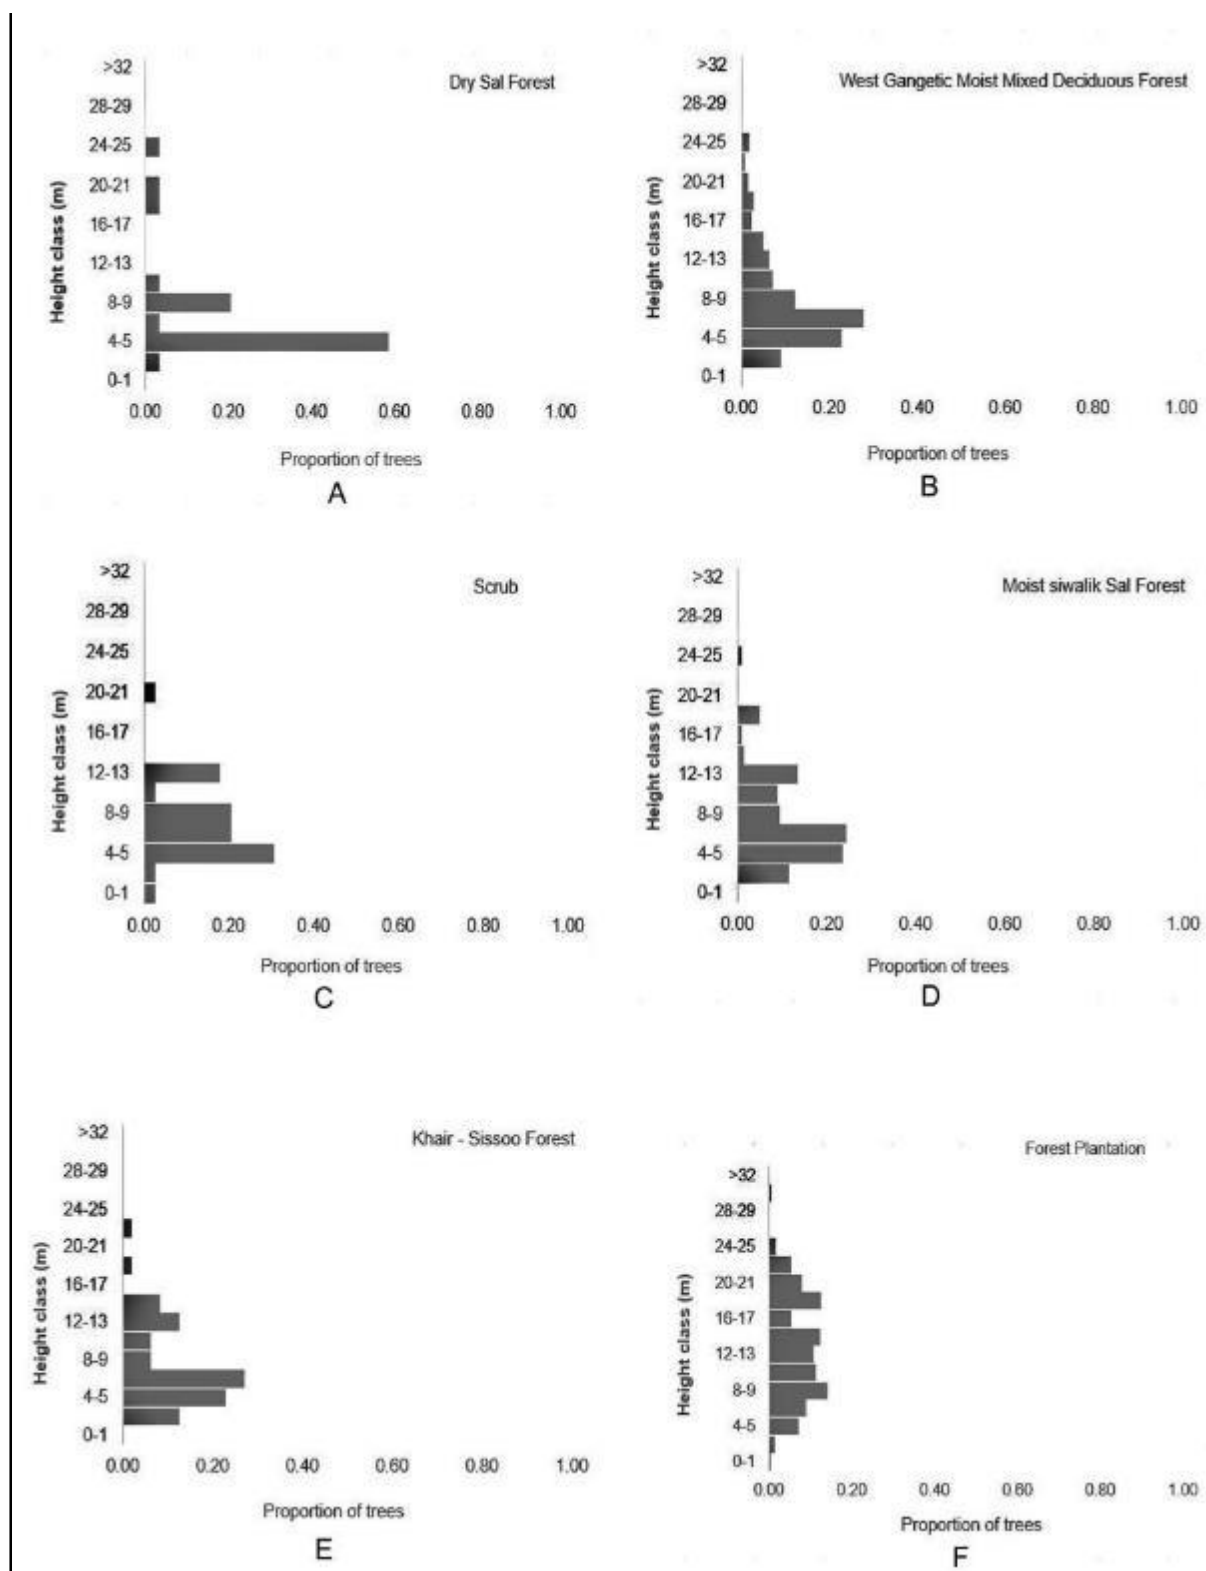 Dry Sal Forest
>32
28-29
24-25
20-21
16-17
12-13
8-9
4-5
0-1
Height class (m)
0.00 0.20 0.40 0.60 0.80 1.00
Proportion of trees
A
West Gangetic Moist Mixed Deciduous Forest
>32
28-29
24-25
20-21
16-17
12-13
8-9
4-5
0-1
Height class (m)
0.00 0.20 0.40 0.60 0.80 1.00
Proportion of trees
B
Scrub
>32
28-29
24-25
20-21
16-17
12-13
8-9
4-5
0-1
Height class (m)
0.00 0.20 0.40 0.60 0.80 1.00
Proportion of trees
C
Moist siwalik Sal Forest
>32
28-29
24-25
20-21
16-17
12-13
8-9
4-5
0-1
Height class (m)
0.00 0.20 0.40 0.60 0.80 1.00
Proportion of trees
D
Khair - Sissoo Forest
>32
28-29
24-25
20-21
16-17
12-13
8-9
4-5
0-1
Height class (m)
0.00 0.20 0.40 0.60 0.80 1.00
Proportion of trees
E
Forest Plantation
>32
28-29
24-25
20-21
16-17
12-13
8-9
4-5
0-1
Height class (m)
0.00 0.20 0.40 0.60 0.80 1.00
Proportion of trees
F